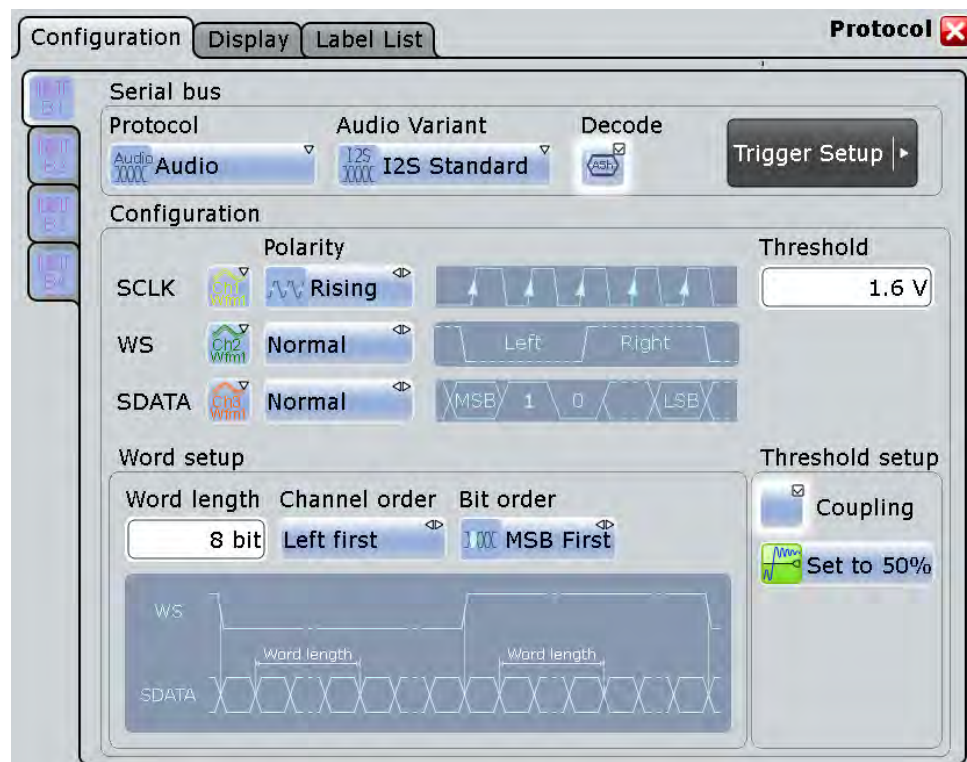 Configuration Display Label List Protocol
Serial bus
Protocol Audio Variant Decode
Audio Audio I2S I2S Standard Trigger Setup
Configuration
Polarity Threshold
SCLK Rising 1.6 V
WS Ch2 Wfm1 Normal Left Right
SDATA Ch3 Wfm1 Normal MSB 1 0 LSB
Word setup Threshold setup
Word length Channel order Bit order Coupling
8 bit Left first MSB First
Set to 50%
WS
Word length Word length
SDATA